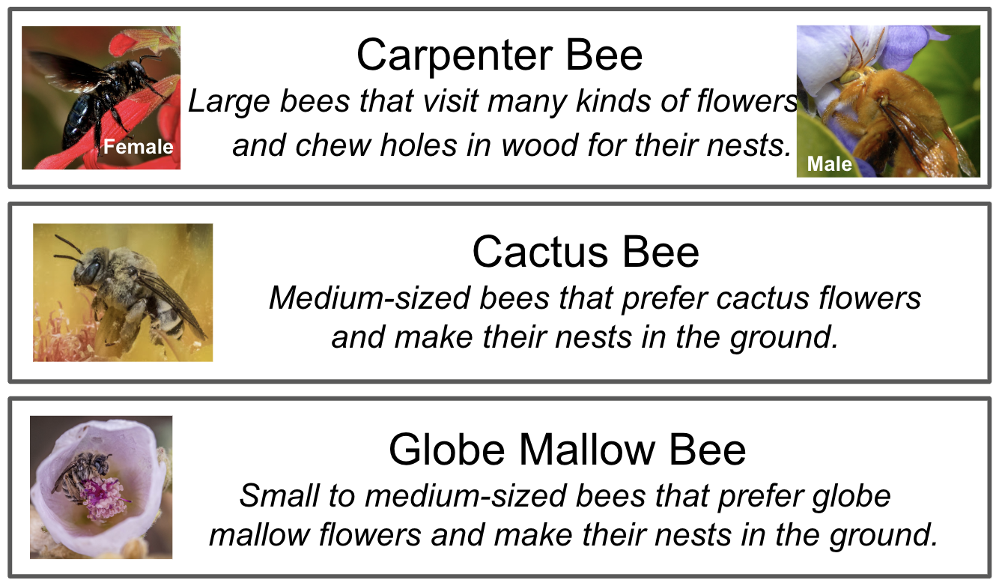 Carpenter Bee
Large bees that visit many kinds of flowers
and chew holes in wood for their nests.
Female
Male
Cactus Bee
Medium-sized bees that prefer cactus flowers
and make their nests in the ground.
Globe Mallow Bee
Small to medium-sized bees that prefer globe
mallow flowers and make their nests in the ground.